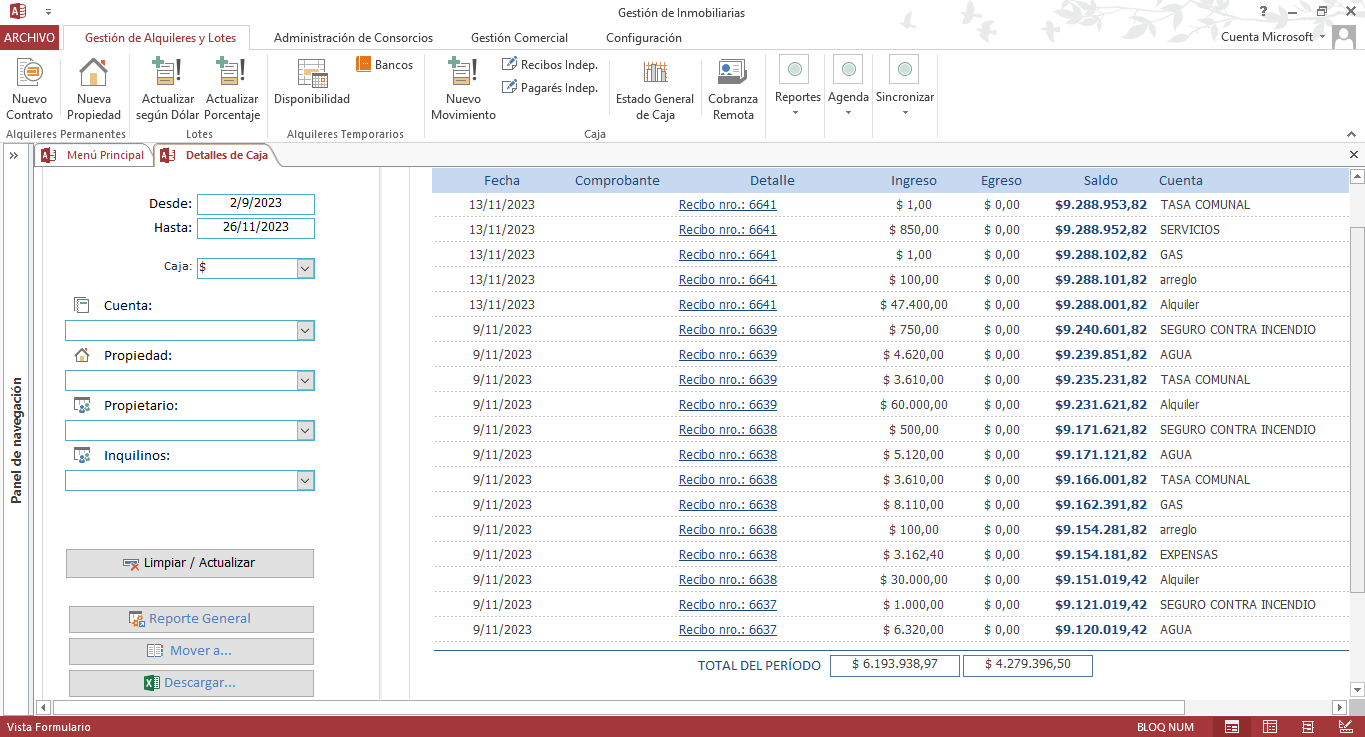 Gestión de Inmobiliarias
?
ARCHIVO Gestión de Alquileres y Lotes Administración de Consorcios Gestión Comercial Configuración Cuenta Microsoft
Nuevo Contrato
Nueva Propiedad
Alquileres Permanentes
Actualizar según Dólar
Actualizar Porcentaje
Lotes
Disponibilidad
Bancos
Alquileres Temporarios
Nuevo Movimiento
Recibos Indep.
Pagarés Indep.
Estado General de Caja
Caja
Cobranza Remota
Reportes
Agenda
Sincronizar
Menú Principal Detalles de Caja
Panel de navegación
Desde: 2/9/2023
Hasta: 26/11/2023
Caja: $
Cuenta:
Propiedad:
Propietario:
Inquilinos:
Limpiar / Actualizar
Reporte General
Mover a...
Descargar...
Fecha Comprobante Detalle Ingreso Egreso Saldo Cuenta
13/11/2023 Recibo nro.: 6641 $ 1,00 $ 0,00 $9.288.953,82 TASA COMUNAL
13/11/2023 Recibo nro.: 6641 $ 850,00 $ 0,00 $9.288.952,82 SERVICIOS
13/11/2023 Recibo nro.: 6641 $ 1,00 $ 0,00 $9.288.102,82 GAS
13/11/2023 Recibo nro.: 6641 $ 100,00 $ 0,00 $9.288.101,82 arreglo
13/11/2023 Recibo nro.: 6641 $ 47.400,00 $ 0,00 $9.288.001,82 Alquiler
9/11/2023 Recibo nro.: 6639 $ 750,00 $ 0,00 $9.240.601,82 SEGURO CONTRA INCENDIO
9/11/2023 Recibo nro.: 6639 $ 4.620,00 $ 0,00 $9.239.851,82 AGUA
9/11/2023 Recibo nro.: 6639 $ 3.610,00 $ 0,00 $9.235.231,82 TASA COMUNAL
9/11/2023 Recibo nro.: 6639 $ 60.000,00 $ 0,00 $9.231.621,82 Alquiler
9/11/2023 Recibo nro.: 6638 $ 500,00 $ 0,00 $9.171.621,82 SEGURO CONTRA INCENDIO
9/11/2023 Recibo nro.: 6638 $ 5.120,00 $ 0,00 $9.171.121,82 AGUA
9/11/2023 Recibo nro.: 6638 $ 3.610,00 $ 0,00 $9.166.001,82 TASA COMUNAL
9/11/2023 Recibo nro.: 6638 $ 8.110,00 $ 0,00 $9.162.391,82 GAS
9/11/2023 Recibo nro.: 6638 $ 100,00 $ 0,00 $9.154.281,82 arreglo
9/11/2023 Recibo nro.: 6638 $ 3.162,40 $ 0,00 $9.154.181,82 EXPENSAS
9/11/2023 Recibo nro.: 6638 $ 30.000,00 $ 0,00 $9.151.019,42 Alquiler
9/11/2023 Recibo nro.: 6637 $ 1.000,00 $ 0,00 $9.121.019,42 SEGURO CONTRA INCENDIO
9/11/2023 Recibo nro.: 6637 $ 6.320,00 $ 0,00 $9.120.019,42 AGUA
TOTAL DEL PERÍODO $ 6.193.938,97 $ 4.279.396,50
Vista Formulario BLOQ NUM